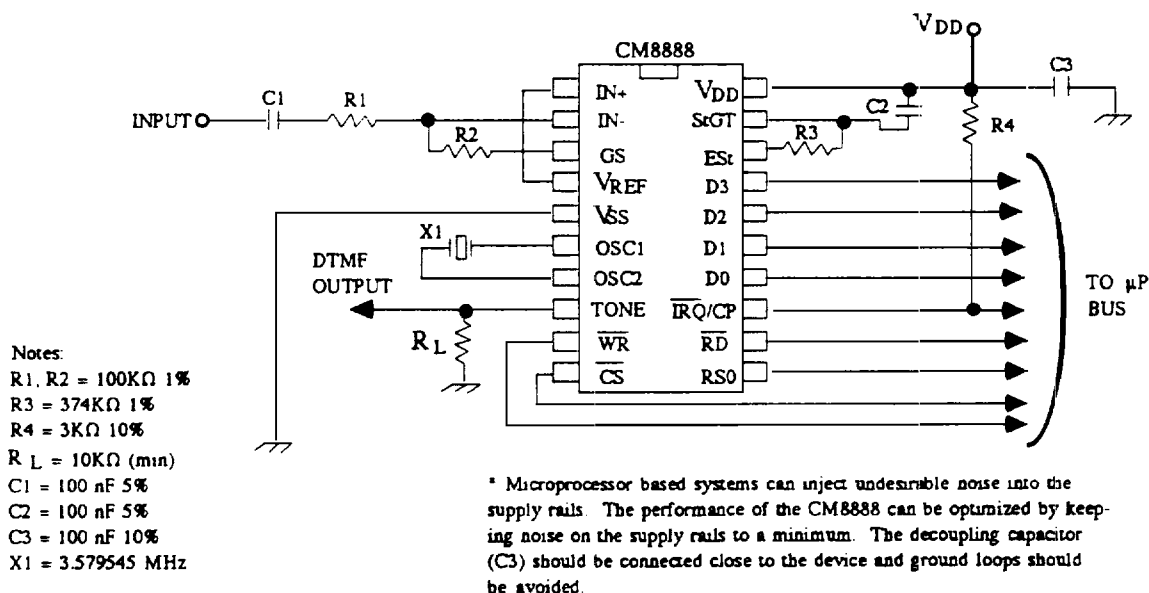 CM8888
VDD
C3
C1
R1
INPUT
R2
IN+
IN-
GS
VREF
VSS
OSC1
OSC2
TONE
WR
CS
VDD
StGT
ESt
D3
D2
D1
D0
IRQ/CP
RD
RS0
C2
R3
R4
X1
DTMF
OUTPUT
RL
TO µP
BUS
Notes:
R1, R2 = 100KΩ 1%
R3 = 374KΩ 1%
R4 = 3KΩ 10%
R L = 10KΩ (min)
C1 = 100 nF 5%
C2 = 100 nF 5%
C3 = 100 nF 10%
X1 = 3.579545 MHz
* Microprocessor based systems can inject undesirable noise into the
supply rails. The performance of the CM8888 can be optimized by keep-
ing noise on the supply rails to a minimum. The decoupling capacitor
(C3) should be connected close to the device and ground loops should
be avoided.